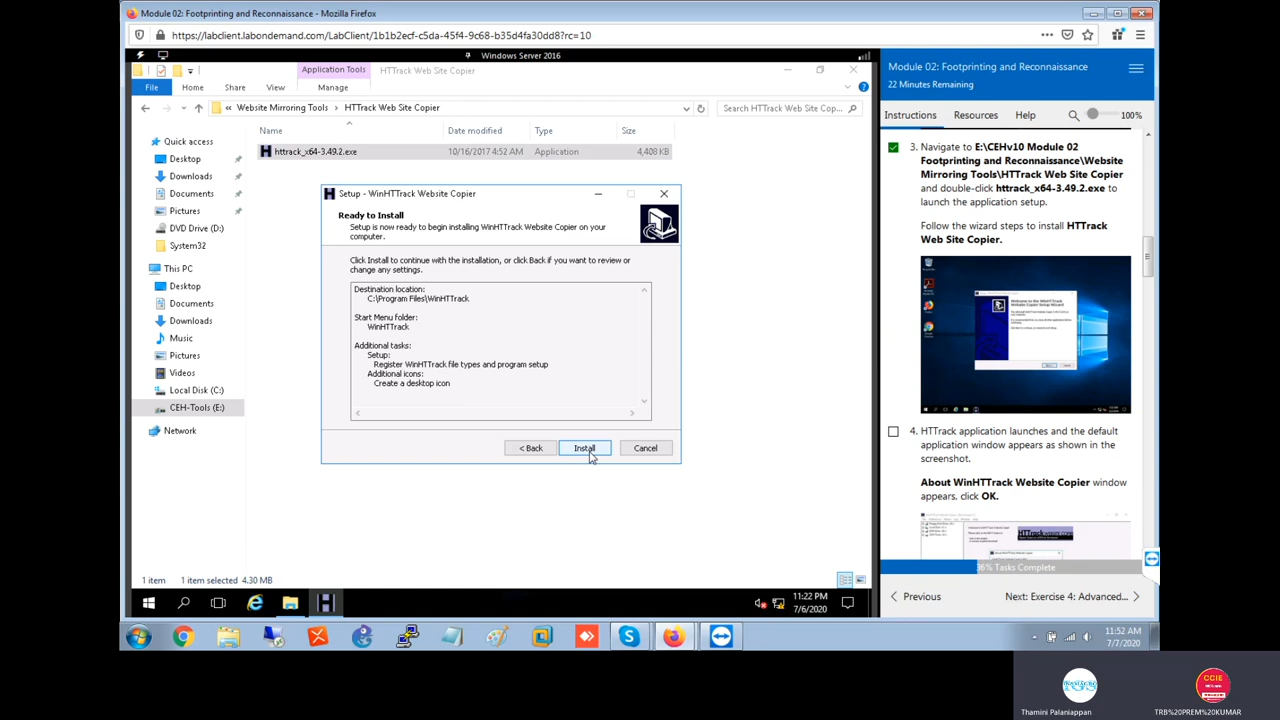 Module 02: Footprinting and Reconnaissance - Mozilla Firefox
https://labclient.labondemand.com/LabClient/1b1b2ecf-c5da-45f4-9c68-b35d4fa30dd8?rc=10
Windows Server 2016
Application Tools
HTTrack Web Site Copier
File
Home
Share
View
Manage
« Website Mirroring Tools
HTTrack Web Site Copier
Search HTTrack Web Site Cop...
Quick access
Desktop
Downloads
Documents
Pictures
DVD Drive (D:)
System32
This PC
Desktop
Documents
Downloads
Music
Pictures
Videos
Local Disk (C:)
CEH-Tools (E:)
Network
Name
Date modified
Type
Size
httrack_x64-3.49.2.exe
10/16/2017 4:52 AM
Application
4,408 KB
Setup - WinHTTrack Website Copier
Ready to Install
Setup is now ready to begin installing WinHTTrack Website Copier on your
computer.
Click Install to continue with the installation, or click Back if you want to review or
change any settings.
Destination location:
C:\Program Files\WinHTTrack
Start Menu folder:
WinHTTrack
Additional tasks:
Setup:
Register WinHTTrack file types and program setup
Additional icons:
Create a desktop icon
< Back
Install
Cancel
1 item
1 item selected 4.30 MB
11:22 PM
7/6/2020
Module 02: Footprinting and Reconnaissance
22 Minutes Remaining
Instructions
Resources
Help
100%
3. Navigate to E:\CEHv10 Module 02
Footprinting and Reconnaissance\Website
Mirroring Tools\HTTrack Web Site Copier
and double-click httrack_x64-3.49.2.exe to
launch the application setup.
Follow the wizard steps to install HTTrack
Web Site Copier.
4. HTTrack application launches and the default
application window appears as shown in the
screenshot.
About WinHTTrack Website Copier window
appears, click OK.
36% Tasks Complete
Previous
Next: Exercise 4: Advanced...
11:52 AM
7/7/2020
CCIE
Thamini Palaniappan
TRB%20PREM%20KUMAR